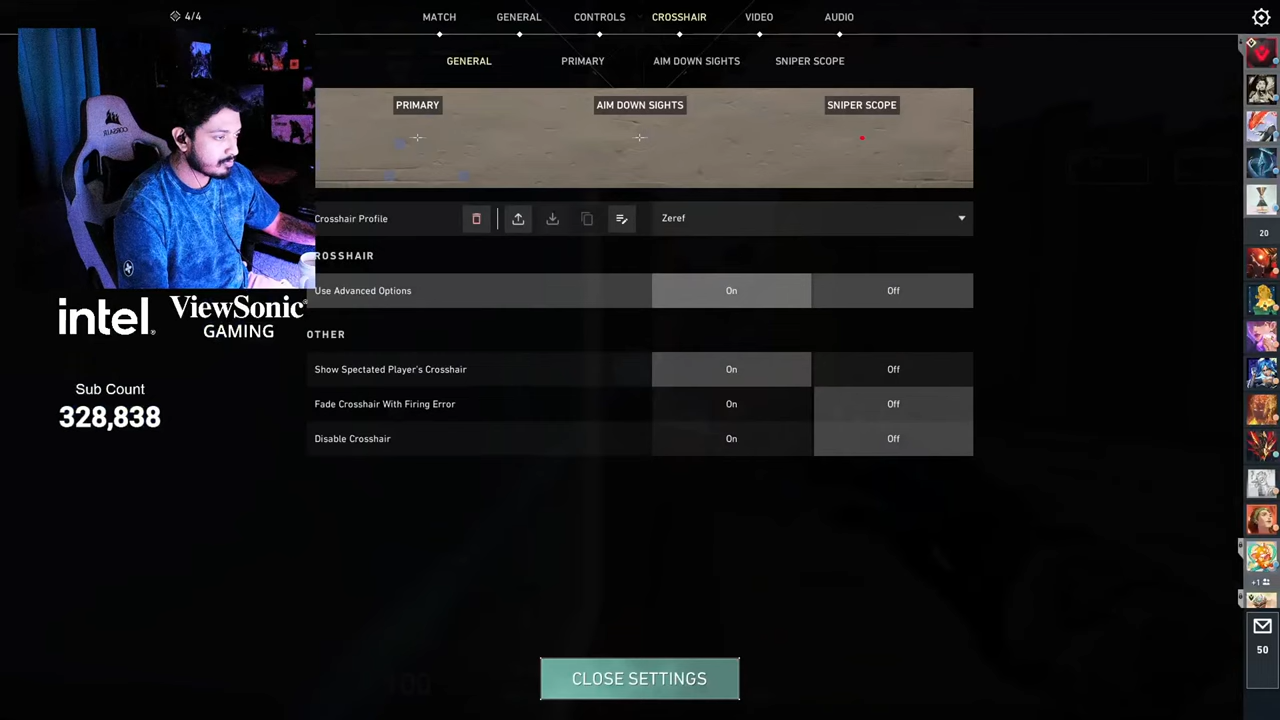 4/4
MATCH GENERAL CONTROLS CROSSHAIR VIDEO AUDIO
GENERAL PRIMARY AIM DOWN SIGHTS SNIPER SCOPE
PRIMARY AIM DOWN SIGHTS SNIPER SCOPE
CORSAIR
Crosshair Profile Zeref
ROSSHAIR
Use Advanced Options On Off
OTHER
Show Spectated Player's Crosshair On Off
Fade Crosshair With Firing Error On Off
Disable Crosshair On Off
intel. ViewSonic®
GAMING
Sub Count
328,838
20
+1
50
100
CLOSE SETTINGS